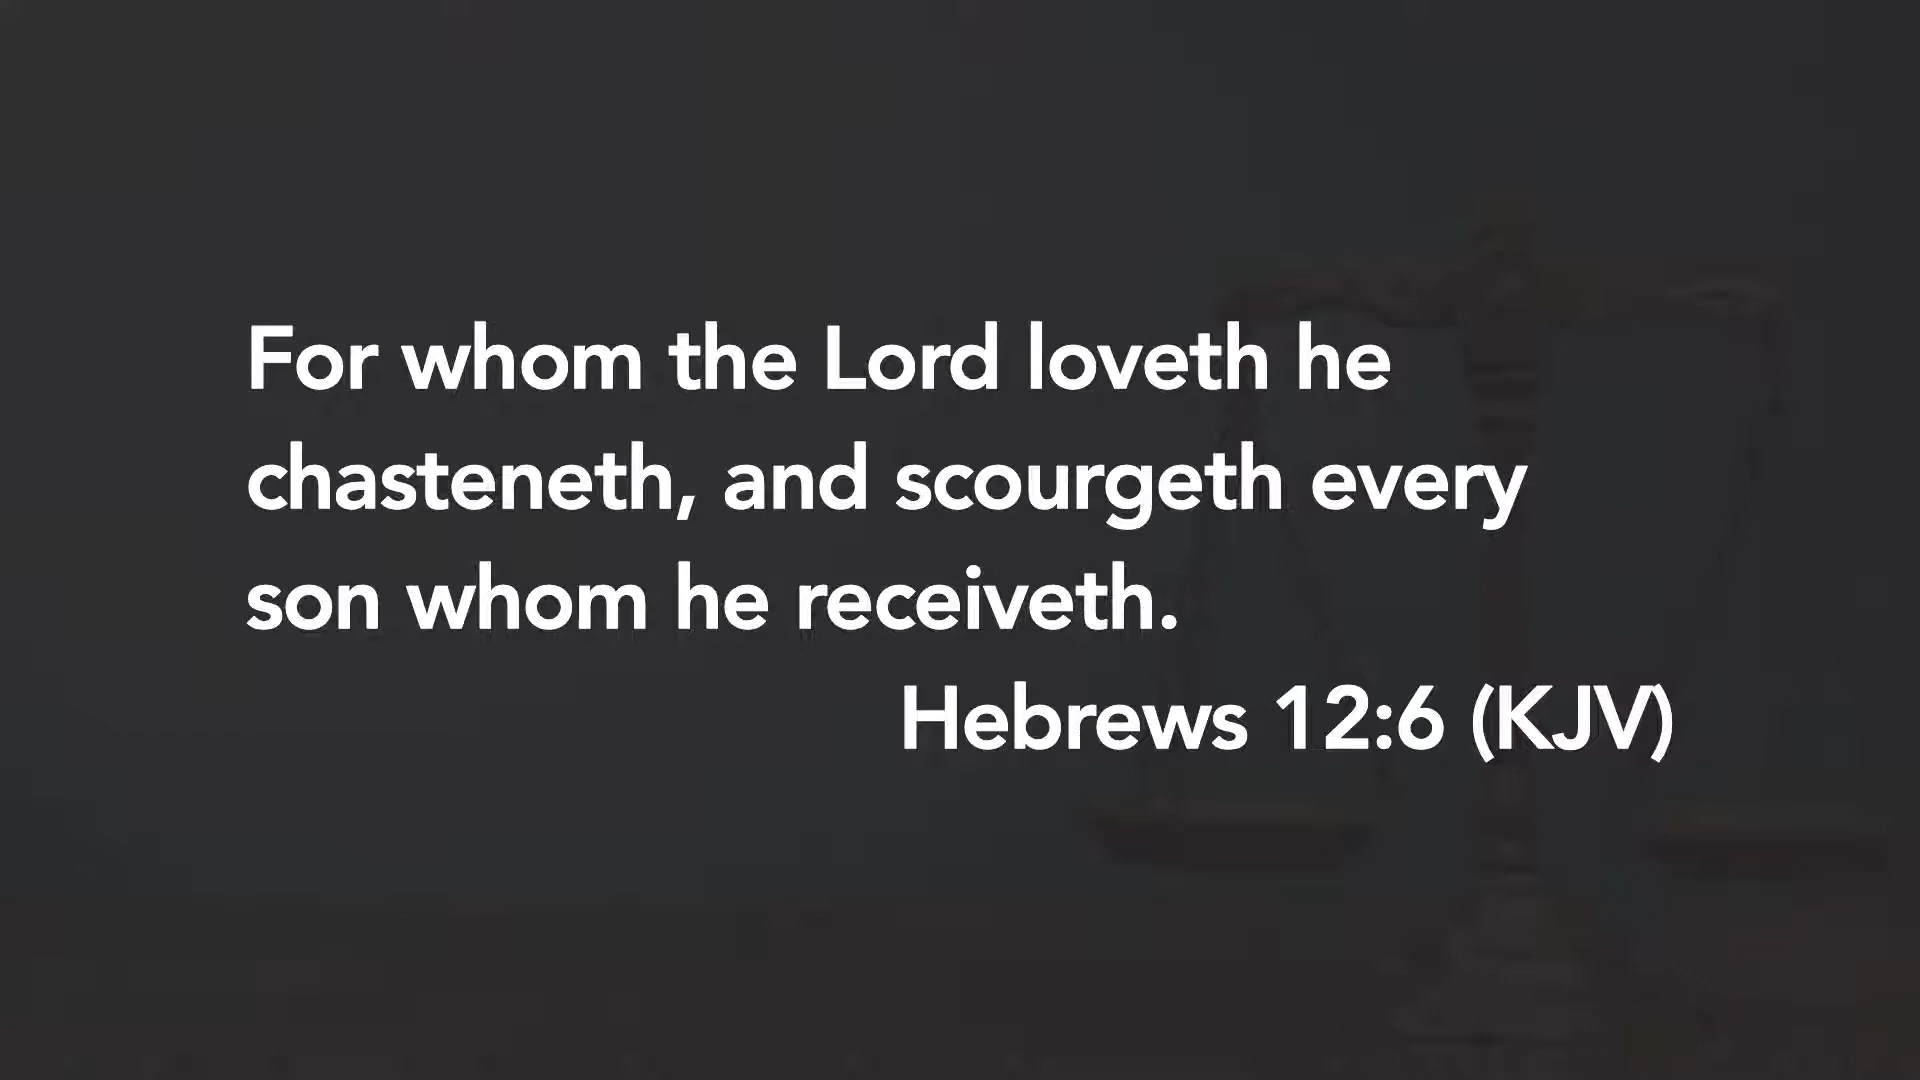 For whom the Lord loveth he
chasteneth, and scourgeth every
son whom he receiveth.
Hebrews 12:6 (KJV)